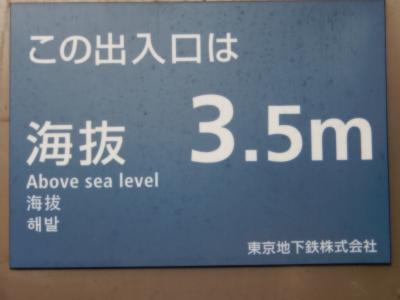 この出入口は
海抜 3.5m
Above sea level
海拔
해발
東京地下鉄株式会社